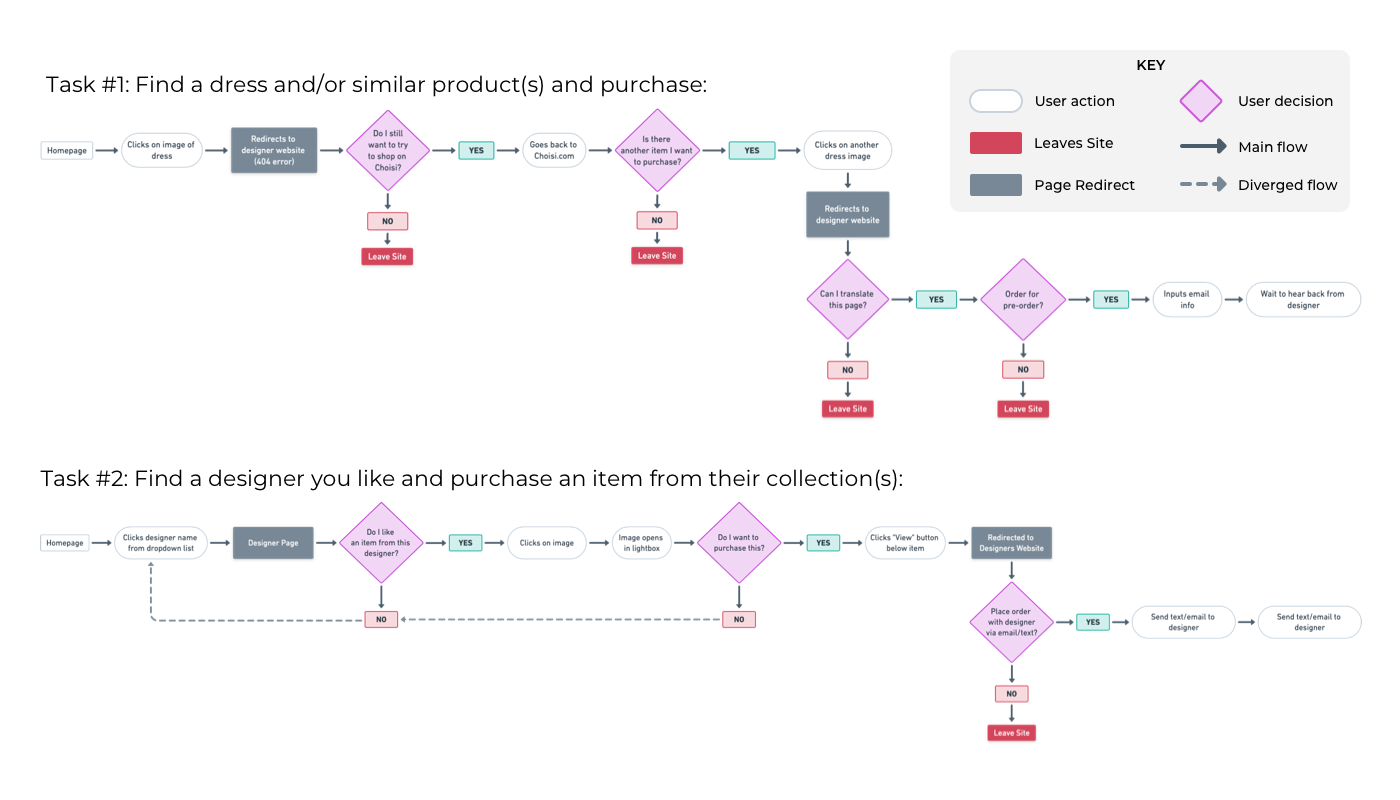 Task #1: Find a dress and/or similar product(s) and purchase:
KEY
User action
User decision
Leaves Site
Main flow
Page Redirect
Diverged flow
Homepage
Clicks on image of
dress
Redirects to
designer website
(404 error)
Do I still
want to try
to shop on
Choisi?
YES
Goes back to
Choisi.com
Is there
another item I want
to purchase?
YES
Clicks on another
dress image
NO
Leave Site
NO
Leave Site
Redirects to
designer website
Can I translate
this page?
YES
Order for
pre-order?
YES
Inputs email
info
Wait to hear back from
designer
NO
Leave Site
NO
Leave Site
Task #2: Find a designer you like and purchase an item from their collection(s):
Homepage
Clicks designer name
from dropdown list
Designer Page
Do I like
an item from this
designer?
YES
Clicks on image
Image opens
in lightbox
Do I want to
purchase this?
YES
Clicks "View" button
below item
Redirected to
Designers Website
NO
NO
Place order
with designer
via email/text?
YES
Send text/email to
designer
Send text/email to
designer
NO
Leave Site